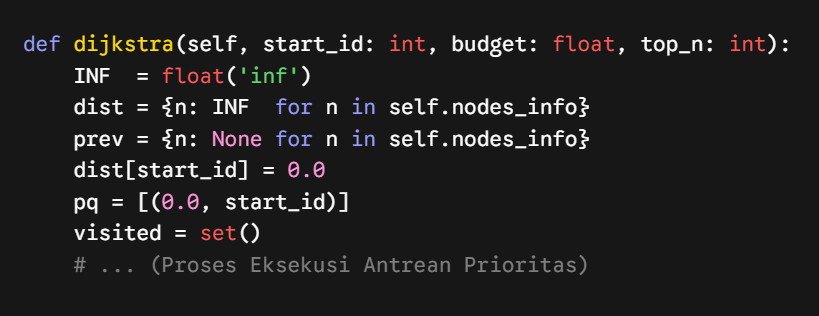 def dijkstra(self, start_id: int, budget: float, top_n: int):
    INF  = float('inf')
    dist = {n: INF  for n in self.nodes_info}
    prev = {n: None for n in self.nodes_info}
    dist[start_id] = 0.0
    pq = [(0.0, start_id)]
    visited = set()
    # ... (Proses Eksekusi Antrean Prioritas)